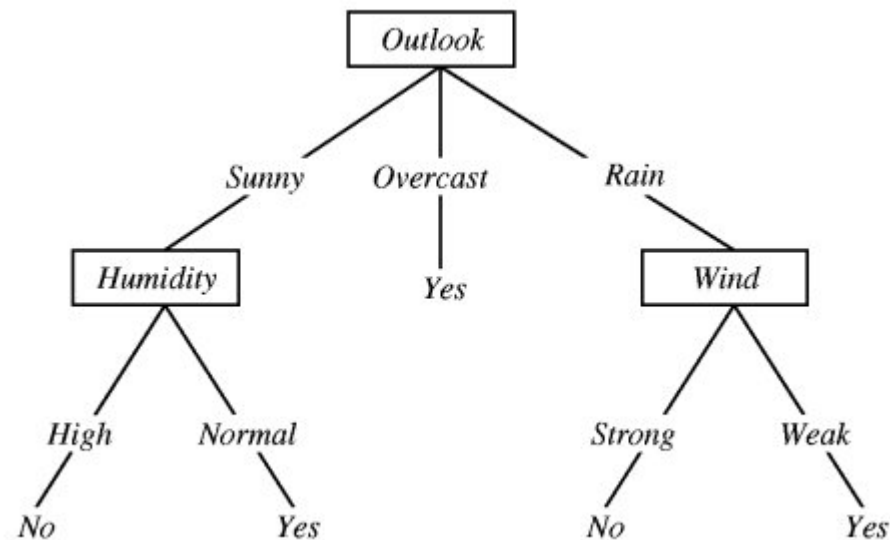 Outlook
Sunny Overcast Rain
Humidity Yes Wind
High Normal Strong Weak
No Yes No Yes